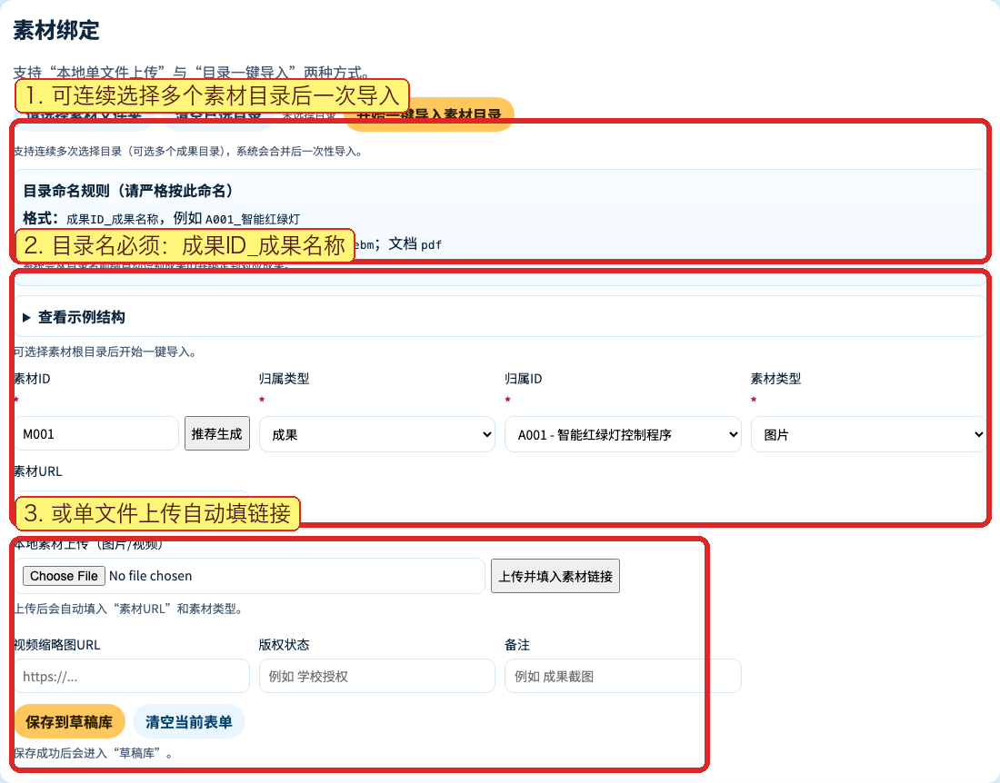 素材绑定
支持“本地单文件上传”与“目录一键导入”两种方式。
1. 可连续选择多个素材目录后一次导入
开始一键导入素材目录
支持连续多次选择目录（可选多个成果目录），系统会合并后一次性导入。
目录命名规则（请严格按此命名）
格式：成果ID_成果名称，例如 A001_智能红绿灯
2. 目录名必须：成果ID_成果名称
；文档 pdf
查看示例结构
可选择素材根目录后开始一键导入。
素材ID 归属类型 归属ID 素材类型
* * * *
M001 推荐生成 成果 A001 - 智能红绿灯控制程序 图片
素材URL
3. 或单文件上传自动填链接
本地素材上传（图片/视频）
Choose File No file chosen 上传并填入素材链接
上传后会自动填入“素材URL”和素材类型。
视频缩略图URL 版权状态 备注
https://... 例如 学校授权 例如 成果截图
保存到草稿库 清空当前表单
保存成功后会进入“草稿库”。